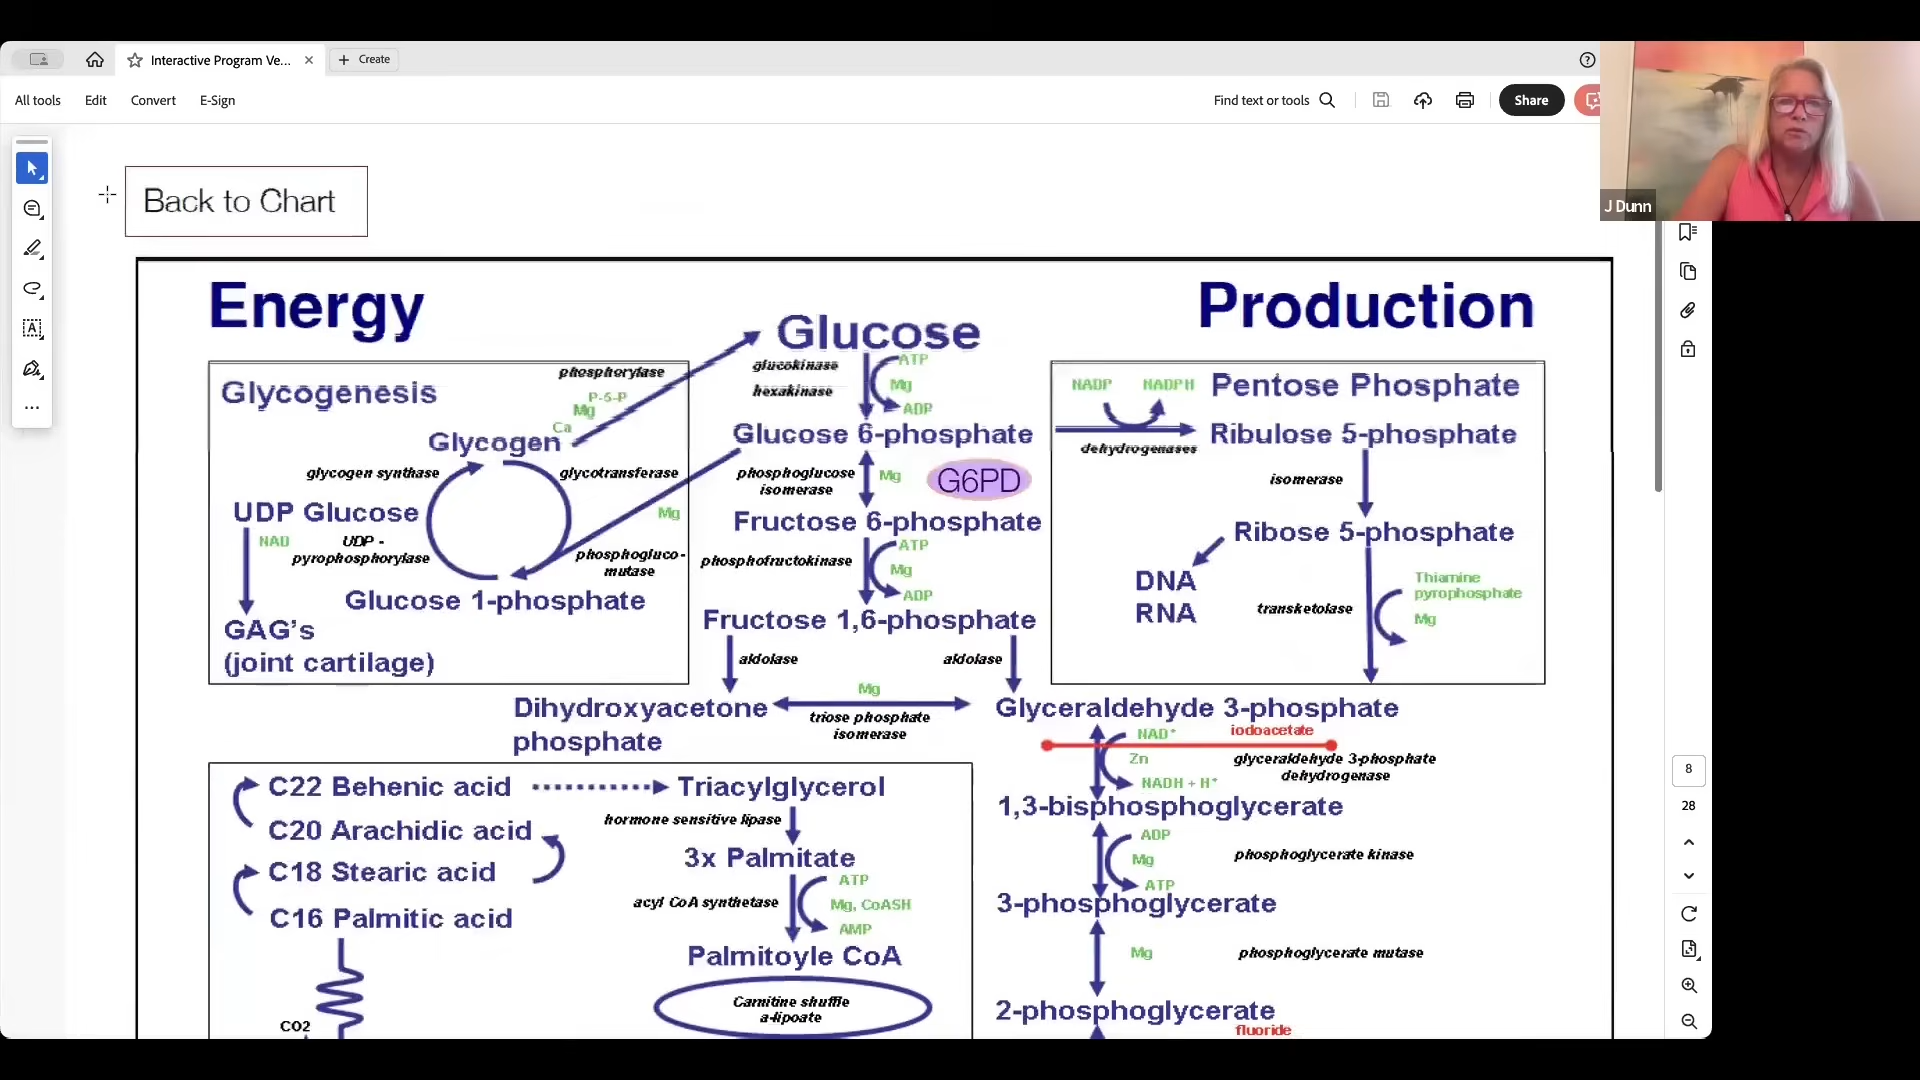 Interactive Program Ve...
Create
All tools
Edit
Convert
E-Sign
Find text or tools
Share
J Dunn
Back to Chart
Energy
Production
Glucose
glucokinase
hexakinase
ATP
Mg
ADP
Glucose 6-phosphate
phosphoglucose
isomerase
Mg
G6PD
Fructose 6-phosphate
phosphofructokinase
ATP
Mg
ADP
Fructose 1,6-phosphate
aldolase
aldolase
Glycogenesis
phosphorylase
P-5-P
Mg
Ca
Glycogen
glycogen synthase
glycotransferase
UDP Glucose
NAD
UDP -
pyrophosphorylase
Mg
phosphogluco-
mutase
Glucose 1-phosphate
GAG's
(joint cartilage)
NADP
NADPH
Pentose Phosphate
dehydrogenases
Ribulose 5-phosphate
isomerase
Ribose 5-phosphate
DNA
RNA
transketolase
Thiamine
pyrophosphate
Mg
Dihydroxyacetone
phosphate
Mg
triose phosphate
isomerase
Glyceraldehyde 3-phosphate
NAD+
iodoacetate
Zn
glyceraldehyde 3-phosphate
dehydrogenase
NADH + H+
1,3-bisphosphoglycerate
ADP
Mg
phosphoglycerate kinase
ATP
3-phosphoglycerate
Mg
phosphoglycerate mutase
2-phosphoglycerate
fluoride
C22 Behenic acid
C20 Arachidic acid
C18 Stearic acid
C16 Palmitic acid
CO2
Triacylglycerol
hormone sensitive lipase
3x Palmitate
acyl CoA synthetase
ATP
Mg, CoASH
AMP
Palmitoyle CoA
Carnitine shuffle
a-lipoate
8
28